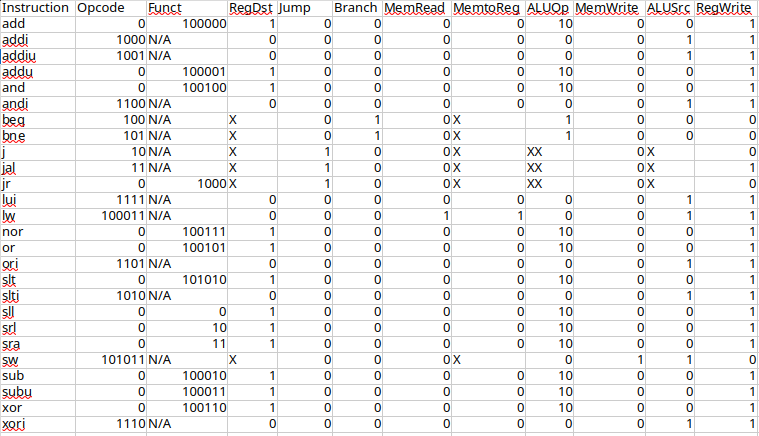 Instruction Opcode Funct RegDst Jump Branch MemRead MemtoReg ALUOp MemWrite ALUSrc RegWrite
add 0 100000 1 0 0 0 0 10 0 0 1
addi 1000 N/A 0 0 0 0 0 0 0 1 1
addiu 1001 N/A 0 0 0 0 0 0 0 1 1
addu 0 100001 1 0 0 0 0 10 0 0 1
and 0 100100 1 0 0 0 0 10 0 0 1
andi 1100 N/A 0 0 0 0 0 0 0 1 1
beq 100 N/A X 0 1 0 X 1 0 0 0
bne 101 N/A X 0 1 0 X 1 0 0 0
j 10 N/A X 1 0 0 X XX 0 X 0
jal 11 N/A X 1 0 0 X XX 0 X 1
jr 0 1000 X 1 0 0 X XX 0 X 0
lui 1111 N/A 0 0 0 0 0 0 0 1 1
lw 100011 N/A 0 0 0 1 1 0 0 1 1
nor 0 100111 1 0 0 0 0 10 0 0 1
or 0 100101 1 0 0 0 0 10 0 0 1
ori 1101 N/A 0 0 0 0 0 0 0 1 1
slt 0 101010 1 0 0 0 0 10 0 0 1
slti 1010 N/A 0 0 0 0 0 0 0 1 1
sll 0 0 1 0 0 0 0 10 0 0 1
srl 0 10 1 0 0 0 0 10 0 0 1
sra 0 11 1 0 0 0 0 10 0 0 1
sw 101011 N/A X 0 0 0 X 0 1 1 0
sub 0 100010 1 0 0 0 0 10 0 0 1
subu 0 100011 1 0 0 0 0 10 0 0 1
xor 0 100110 1 0 0 0 0 10 0 0 1
xori 1110 N/A 0 0 0 0 0 0 0 1 1